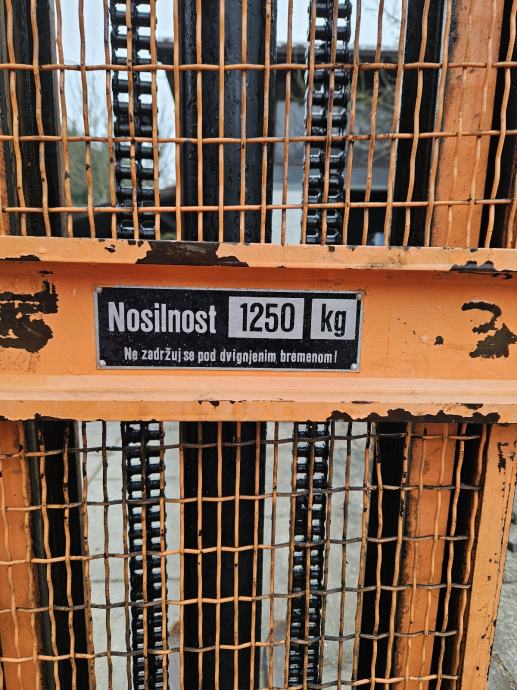 Nosilnost 1250 kg
Ne zadržuj se pod dvignjenim bremenom!